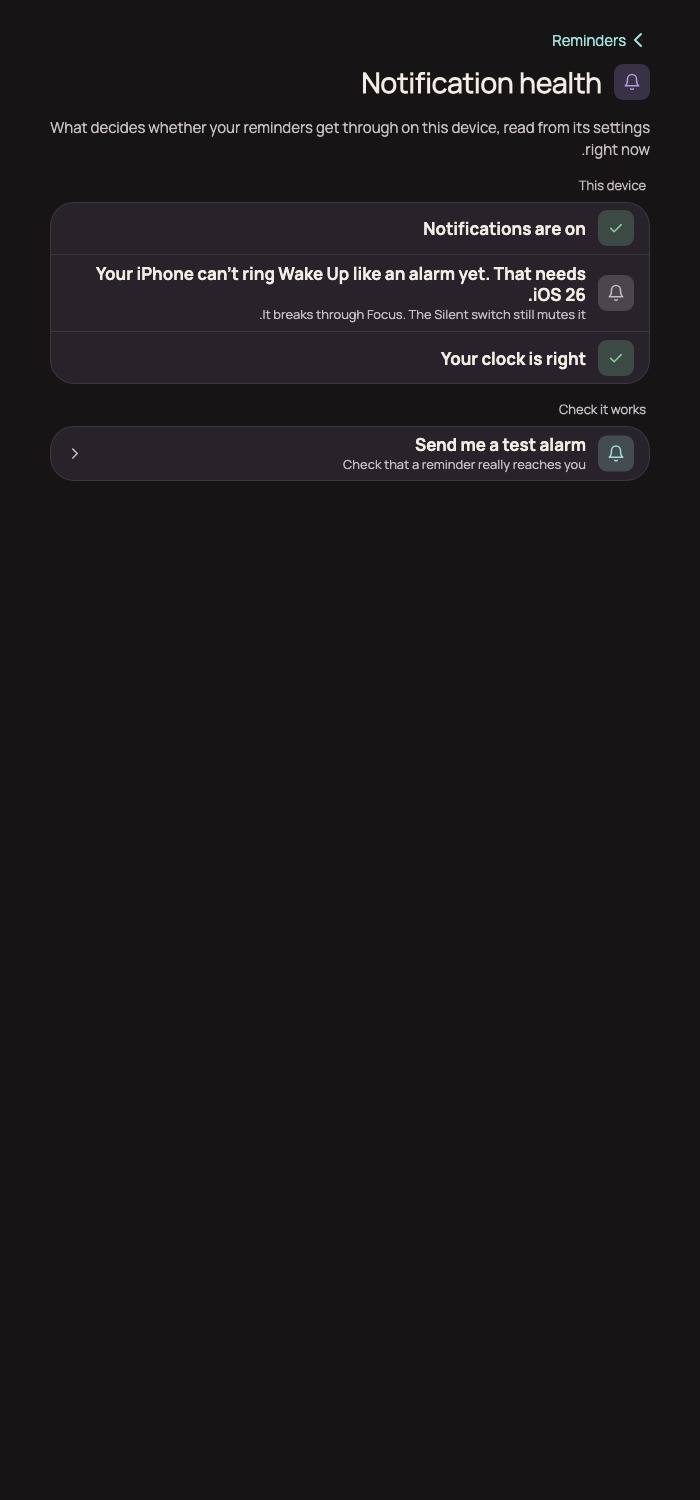 Reminders
Notification health
What decides whether your reminders get through on this device, read from its settings
right now.
This device
Notifications are on
Your iPhone can't ring Wake Up like an alarm yet. That needs
iOS 26.
It breaks through Focus. The Silent switch still mutes it.
Your clock is right
Check it works
Send me a test alarm
Check that a reminder really reaches you